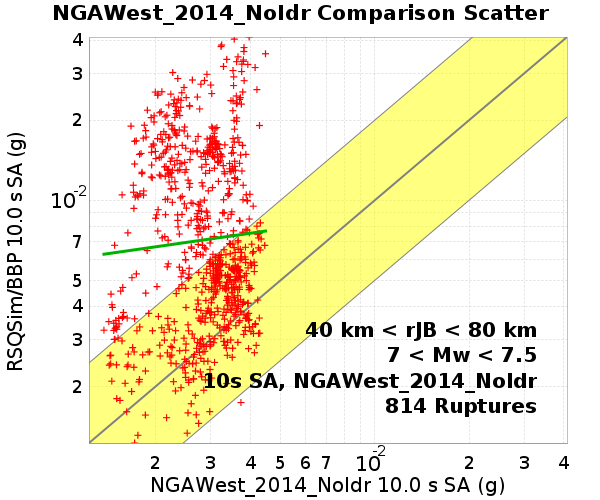 NGAWest_2014_NoIdr Comparison Scatter
RSQSim/BBP 10.0 s SA (g)
4
3
2
10-2
7
5
4
3
2
40 km < rJB < 80 km
7 < Mw < 7.5
10s SA, NGAWest_2014_NoIdr
814 Ruptures
2 3 4 5 6 7 10-2 2 3 4
NGAWest_2014_NoIdr 10.0 s SA (g)